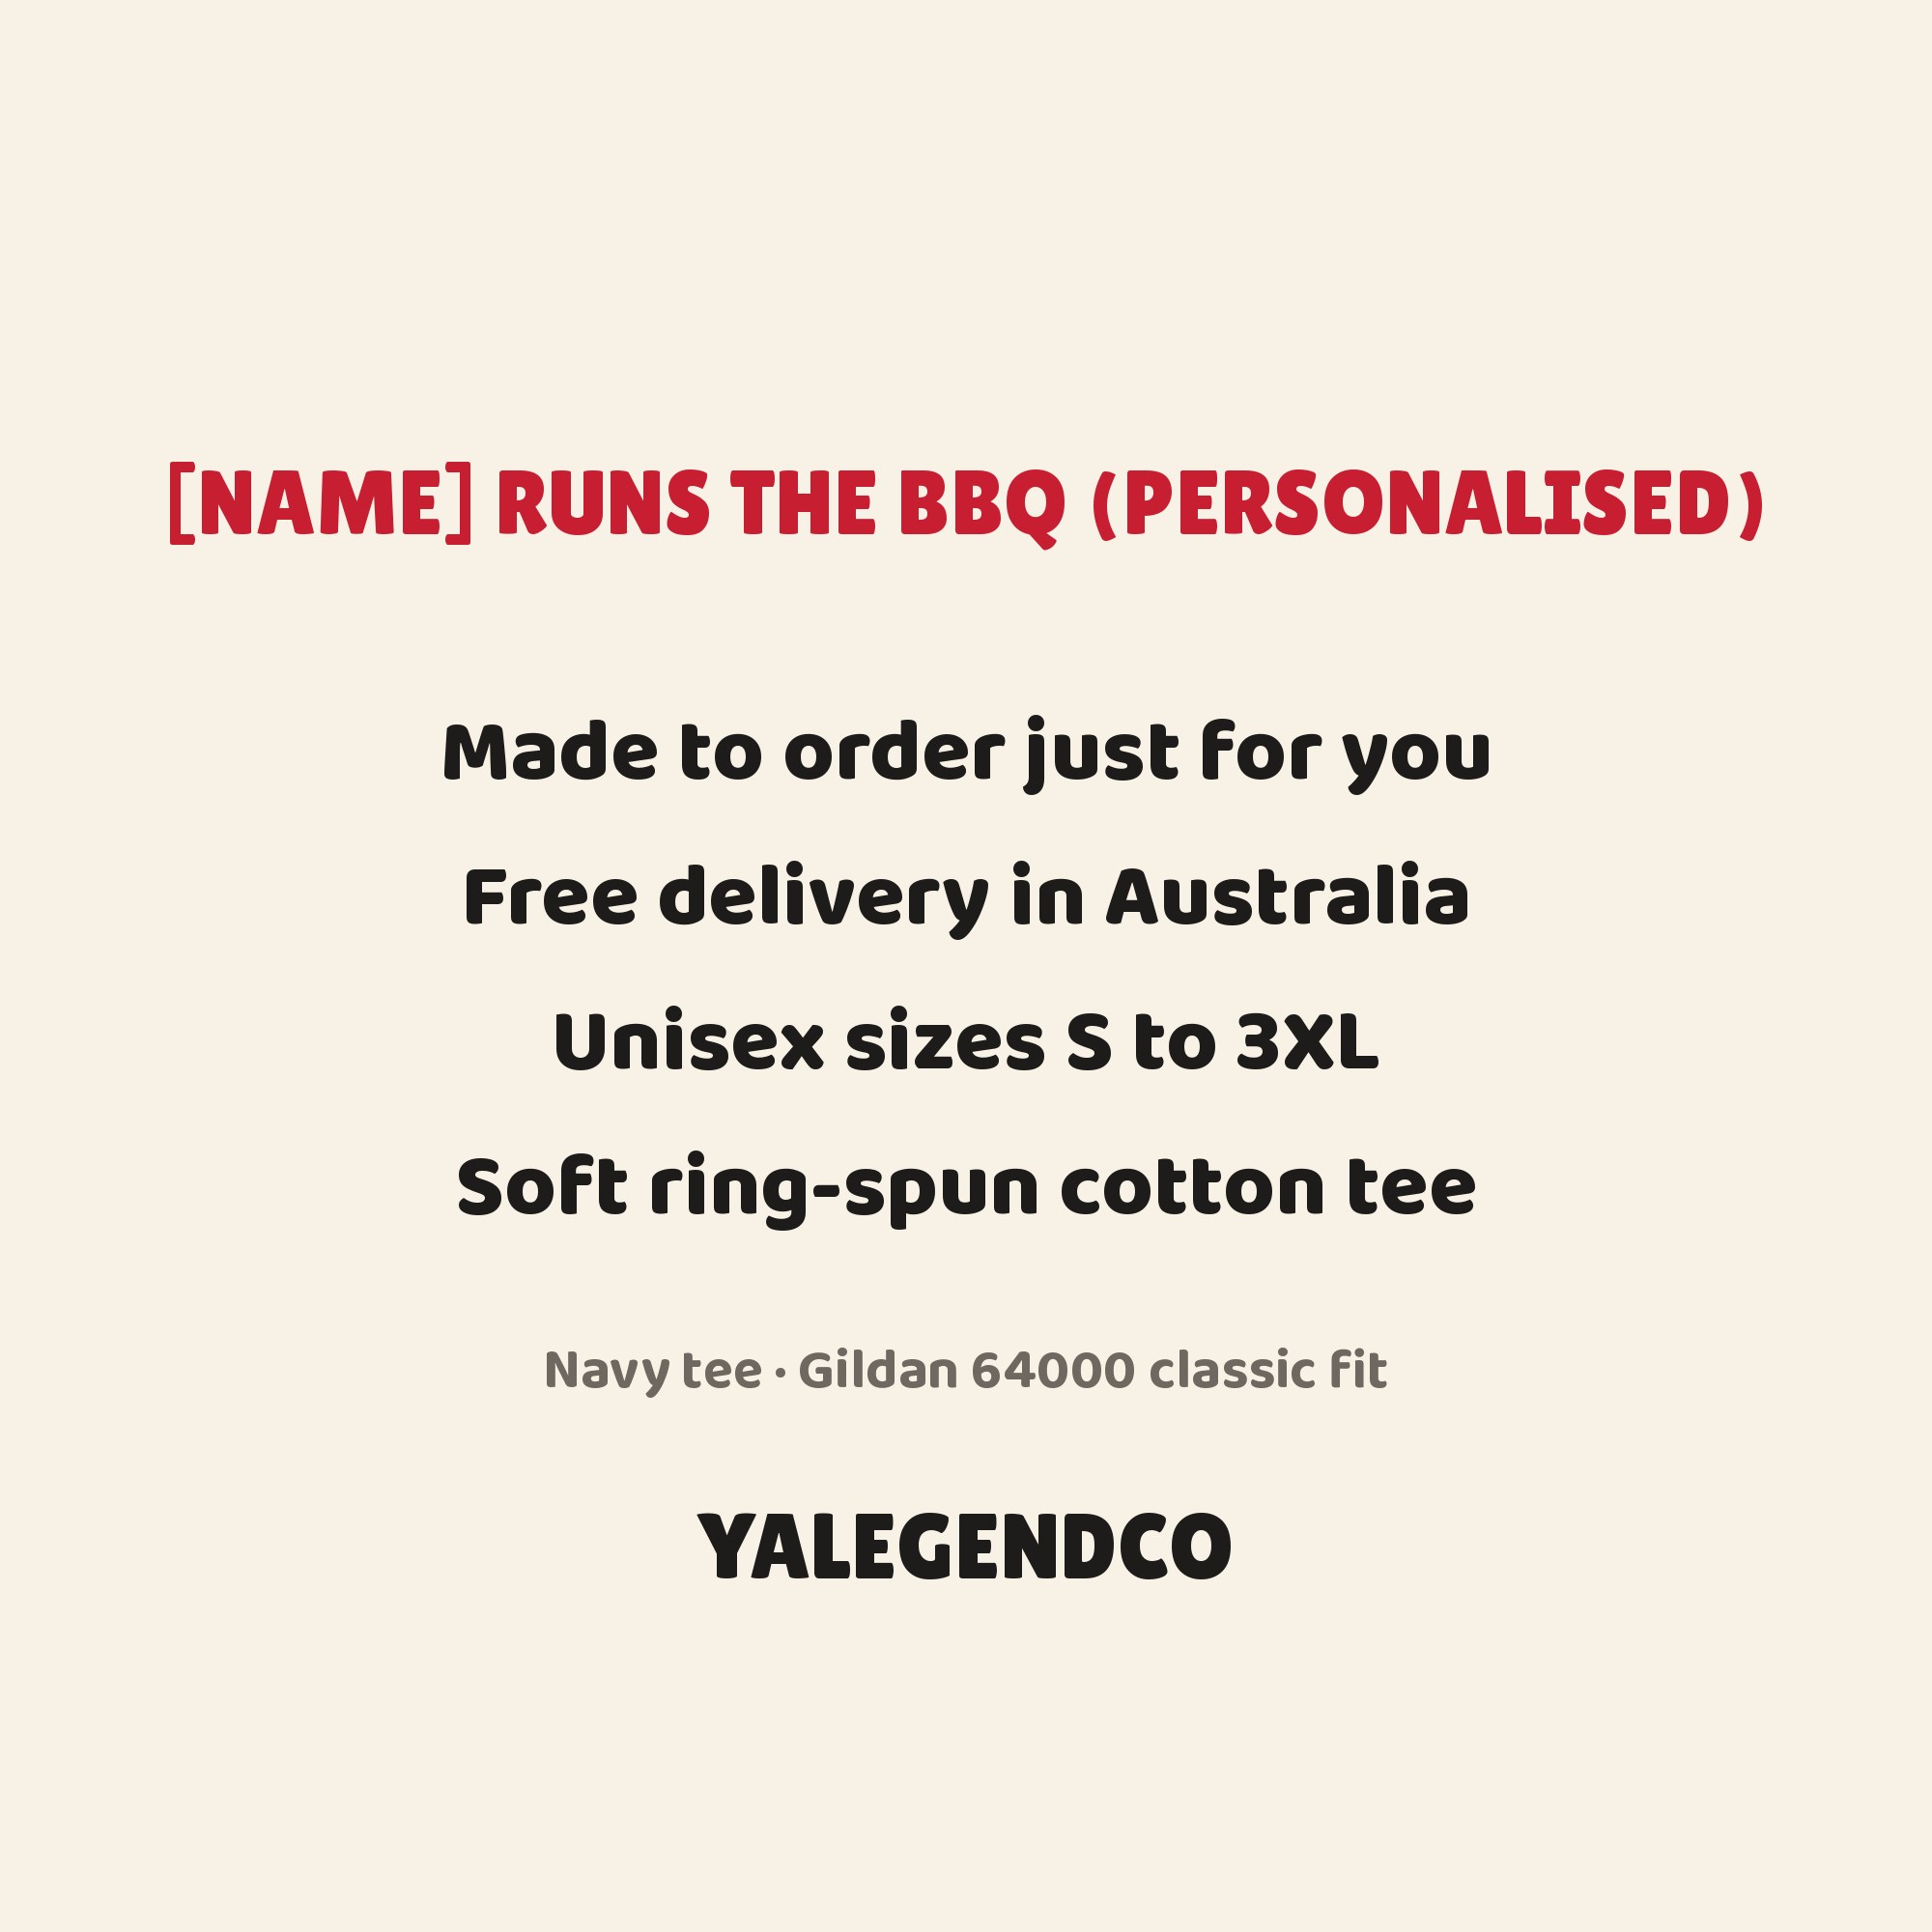 [NAME] RUNS THE BBQ (PERSONALISED)
Made to order just for you
Free delivery in Australia
Unisex sizes S to 3XL
Soft ring-spun cotton tee
Navy tee · Gildan 64000 classic fit
YALEGENDCO